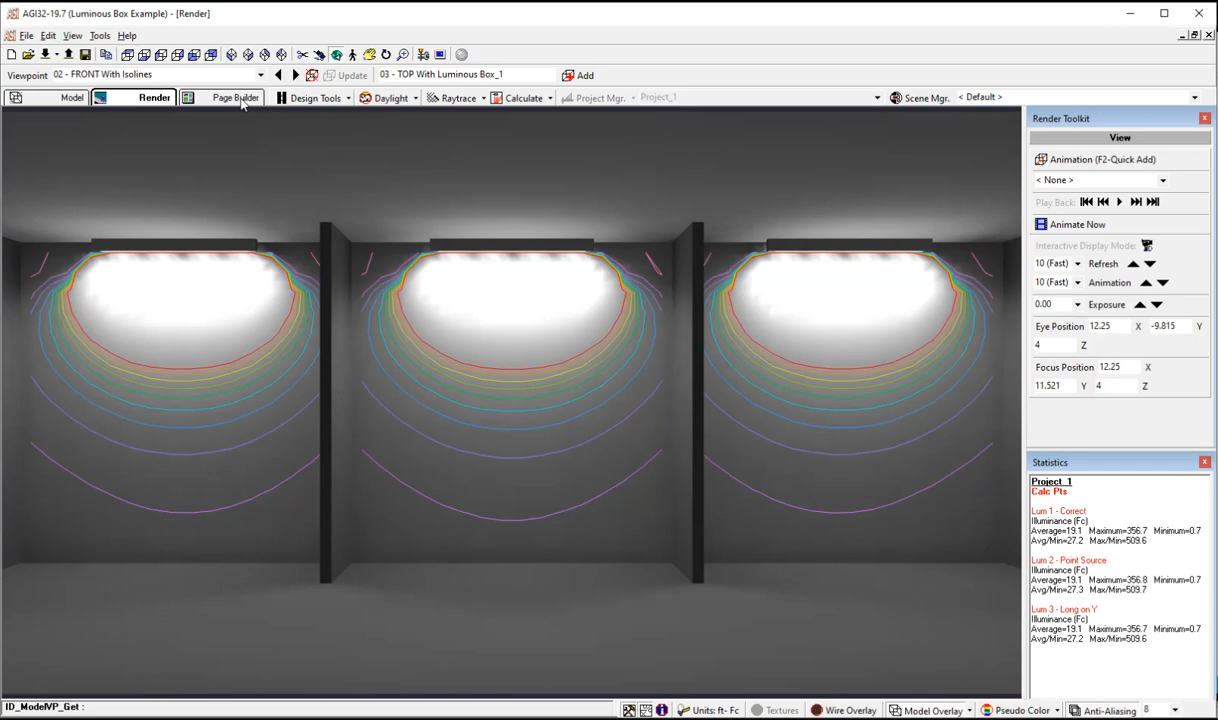 AGI32-19.7 (Luminous Box Example) - [Render]
File Edit View Tools Help
Viewpoint 02 - FRONT With Isolines Update 03 - TOP With Luminous Box_1 Add
Model Render Page Builder Design Tools Daylight Raytrace Calculate Project Mgr. Project_1 Scene Mgr. < Default >
Render Toolkit
View
Animation (F2-Quick Add)
< None >
Play Back:
Animate Now
Interactive Display Mode:
10 (Fast) Refresh
10 (Fast) Animation
0.00 Exposure
Eye Position 12.25 X -9.815 Y
4 Z
Focus Position 12.25 X
11.521 Y 4 Z
Statistics
Project_1
Calc Pts
Lum 1 - Correct
Illuminance (Fc)
Average=19.1 Maximum=356.7 Minimum=0.7
Avg/Min=27.2 Max/Min=509.6
Lum 2 - Point Source
Illuminance (Fc)
Average=19.1 Maximum=356.8 Minimum=0.7
Avg/Min=27.3 Max/Min=509.7
Lum 3 - Long on Y
Illuminance (Fc)
Average=19.1 Maximum=356.7 Minimum=0.7
Avg/Min=27.2 Max/Min=509.6
ID_ModelVP_Get : Units: ft- Fc Textures Wire Overlay Model Overlay Pseudo Color Anti-Aliasing 8